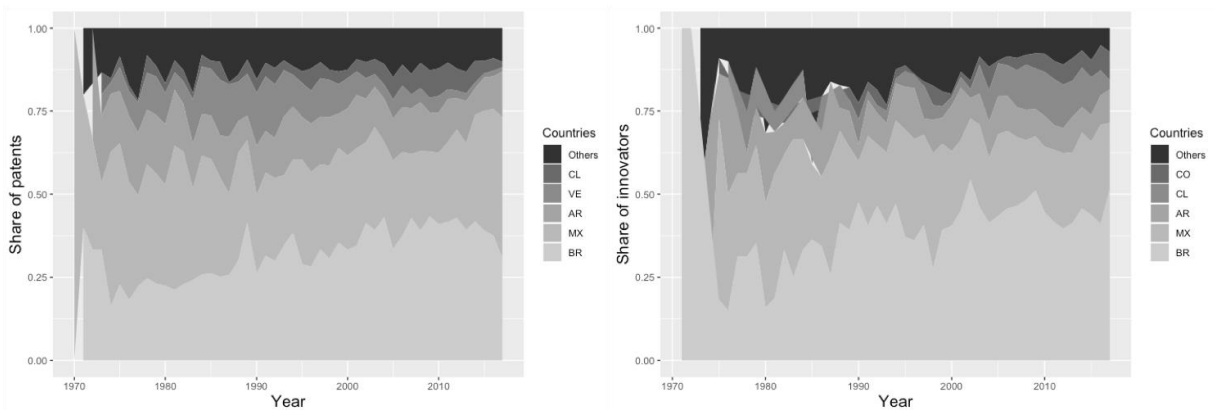 1.00
0.75
0.50
0.25
0.00
Share of patents
1970
1980
1990
2000
2010
Year
Countries
Others
CL
VE
AR
MX
BR
1.00
0.75
0.50
0.25
0.00
Share of innovators
1970
1980
1990
2000
2010
Year
Countries
Others
CO
CL
AR
MX
BR